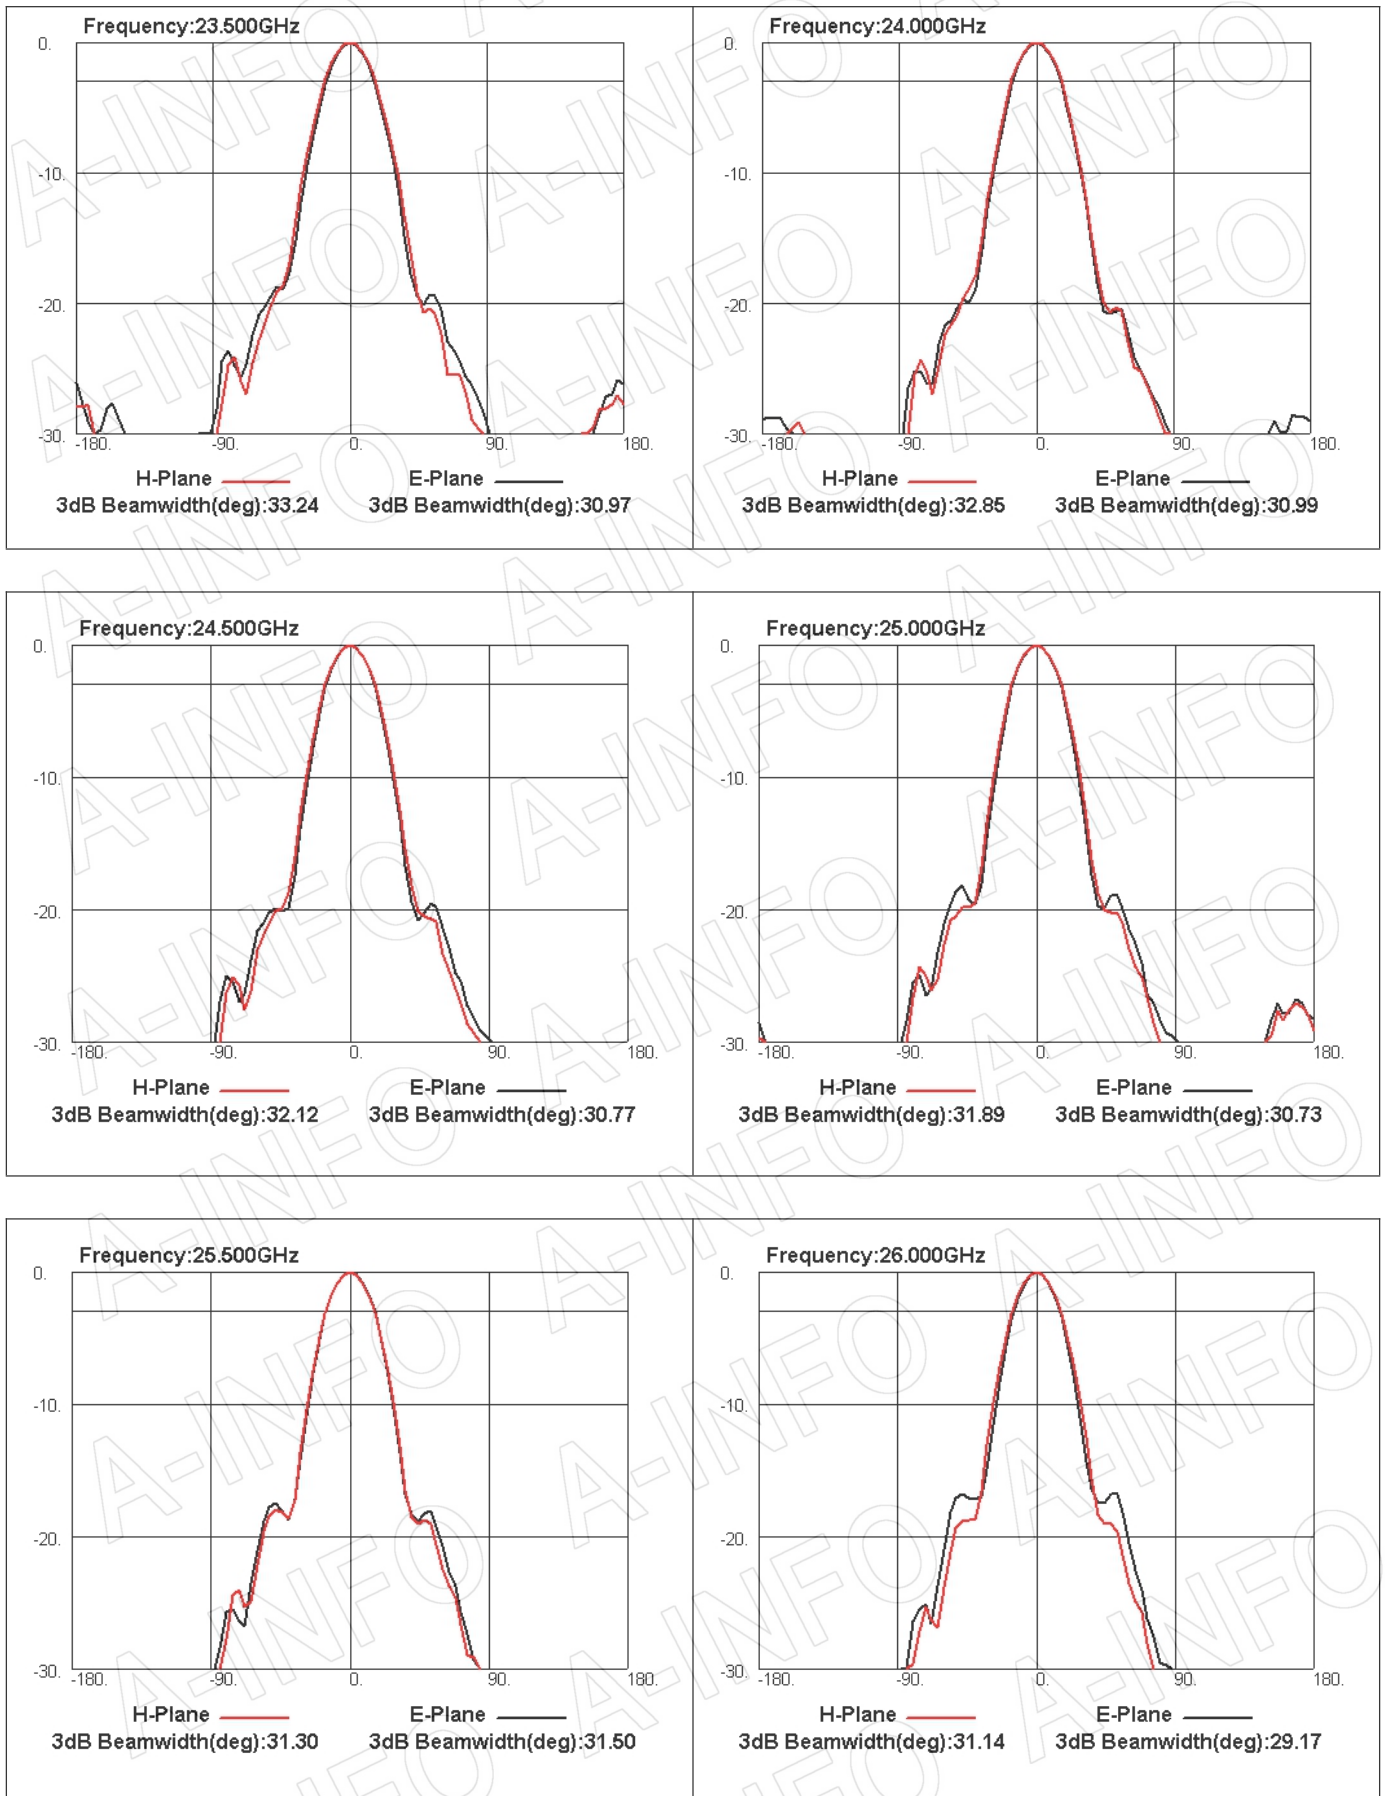 Frequency:23.500GHz
0.
-10.
-20.
-30.
-180.
-90.
0.
90.
180.
H-Plane
E-Plane
3dB Beamwidth(deg):33.24
3dB Beamwidth(deg):30.97
Frequency:24.000GHz
0.
-10.
-20.
-30.
-180.
-90.
0.
90.
180.
H-Plane
E-Plane
3dB Beamwidth(deg):32.85
3dB Beamwidth(deg):30.99
Frequency:24.500GHz
0.
-10.
-20.
-30.
-180.
-90.
0.
90.
180.
H-Plane
E-Plane
3dB Beamwidth(deg):32.12
3dB Beamwidth(deg):30.77
Frequency:25.000GHz
0.
-10.
-20.
-30.
-180.
-90.
0.
90.
180.
H-Plane
E-Plane
3dB Beamwidth(deg):31.89
3dB Beamwidth(deg):30.73
Frequency:25.500GHz
0.
-10.
-20.
-30.
-180.
-90.
0.
90.
180.
H-Plane
E-Plane
3dB Beamwidth(deg):31.30
3dB Beamwidth(deg):31.50
Frequency:26.000GHz
0.
-10.
-20.
-30.
-180.
-90.
0.
90.
180.
H-Plane
E-Plane
3dB Beamwidth(deg):31.14
3dB Beamwidth(deg):29.17
A-INFO